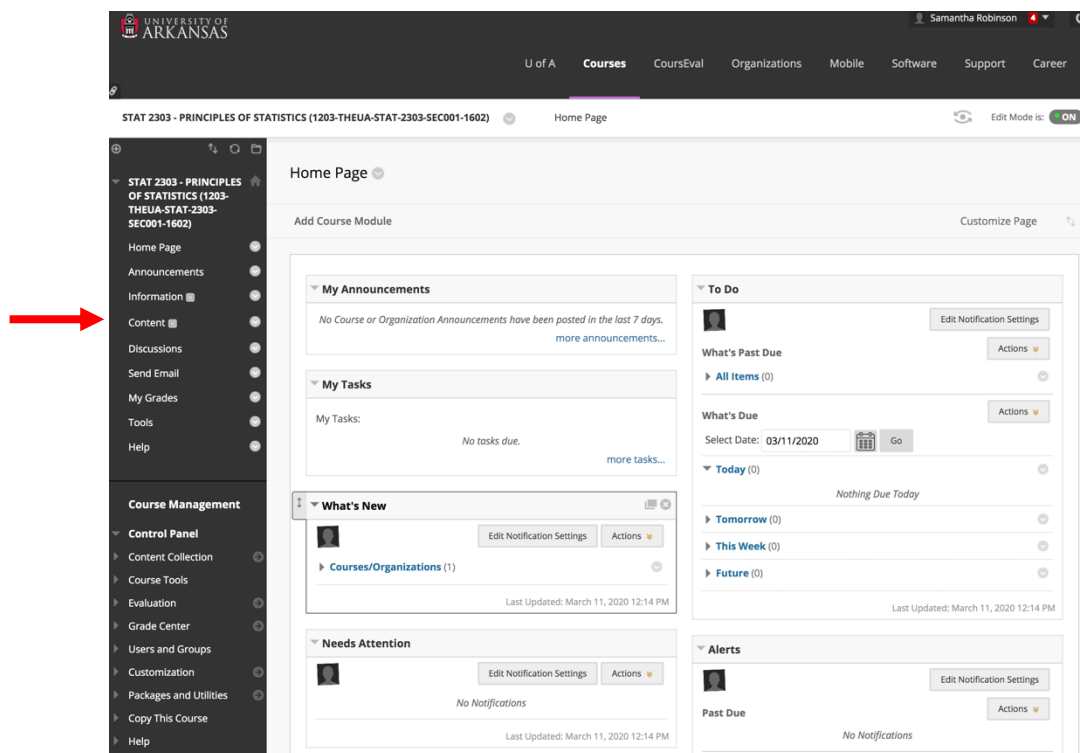 UNIVERSITY OF
ARKANSAS
Samantha Robinson 4
U of A Courses CoursEval Organizations Mobile Software Support Career
STAT 2303 - PRINCIPLES OF STATISTICS (1203-THEUA-STAT-2303-SEC001-1602) Home Page Edit Mode is: ON
STAT 2303 - PRINCIPLES
OF STATISTICS (1203-
THEUA-STAT-2303-
SEC001-1602)
Home Page
Announcements
Information
Content
Discussions
Send Email
My Grades
Tools
Help
Course Management
Control Panel
Content Collection
Course Tools
Evaluation
Grade Center
Users and Groups
Customization
Packages and Utilities
Copy This Course
Help
Home Page
Add Course Module Customize Page
My Announcements
No Course or Organization Announcements have been posted in the last 7 days.
more announcements...
My Tasks
My Tasks:
No tasks due.
more tasks...
What's New
Edit Notification Settings Actions
Courses/Organizations (1)
Last Updated: March 11, 2020 12:14 PM
Needs Attention
Edit Notification Settings Actions
No Notifications
Last Updated: March 11, 2020 12:14 PM
To Do
Edit Notification Settings
What's Past Due Actions
All Items (0)
What's Due Actions
Select Date: 03/11/2020 Go
Today (0)
Nothing Due Today
Tomorrow (0)
This Week (0)
Future (0)
Last Updated: March 11, 2020 12:14 PM
Alerts
Edit Notification Settings
Past Due Actions
No Notifications